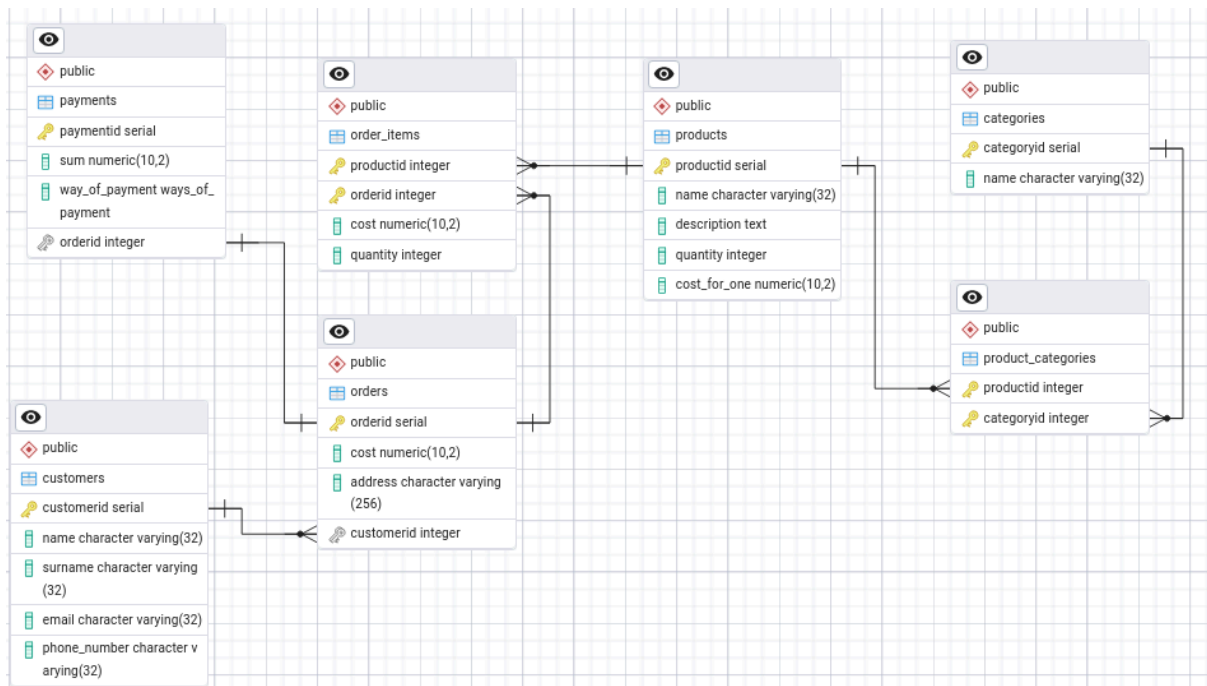 public
payments
paymentid serial
sum numeric(10,2)
way_of_payment ways_of_
payment
orderid integer
public
order_items
productid integer
orderid integer
cost numeric(10,2)
quantity integer
public
products
productid serial
name character varying(32)
description text
quantity integer
cost_for_one numeric(10,2)
public
categories
categoryid serial
name character varying(32)
public
customers
customerid serial
name character varying(32)
surname character varying
(32)
email character varying(32)
phone_number character v
arying(32)
public
orders
orderid serial
cost numeric(10,2)
address character varying
(256)
customerid integer
public
product_categories
productid integer
categoryid integer